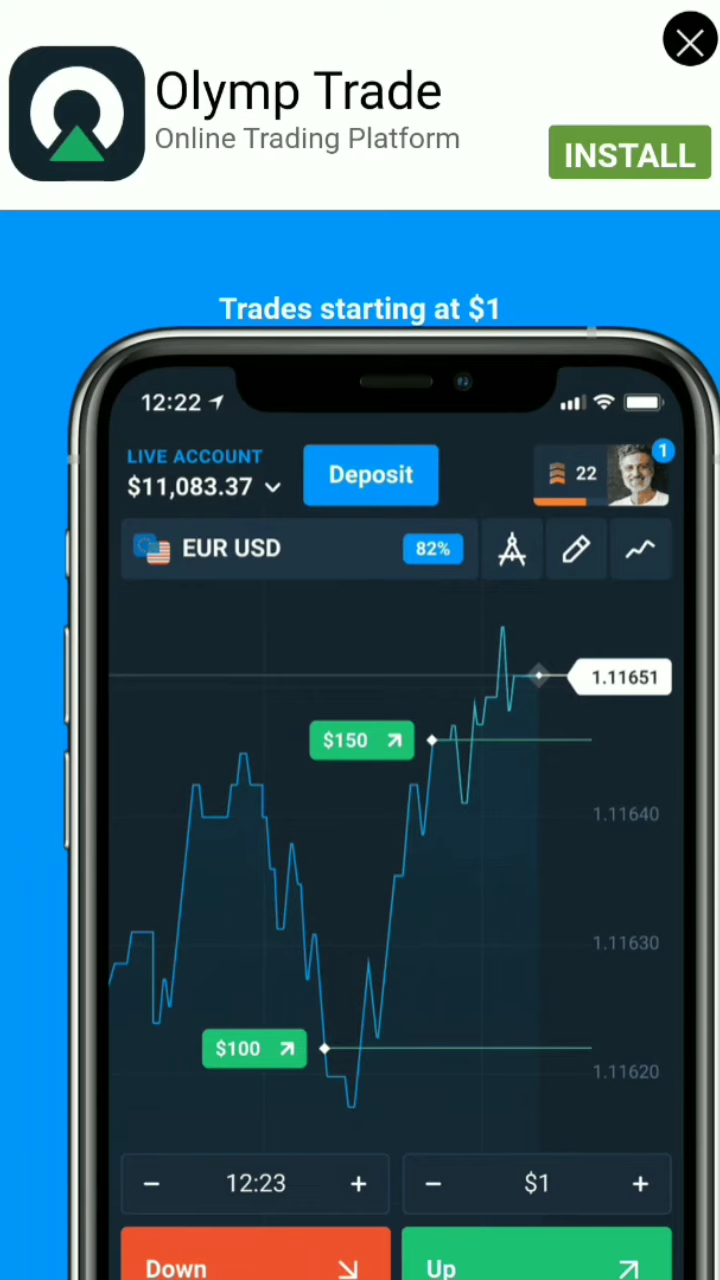 Olymp Trade
Online Trading Platform
INSTALL
Trades starting at $1
12:22
LIVE ACCOUNT
$11,083.37
Deposit
22
1
EUR USD
82%
1.11651
$150
1.11640
1.11630
$100
1.11620
− 12:23 +
− $1 +
Down
Up